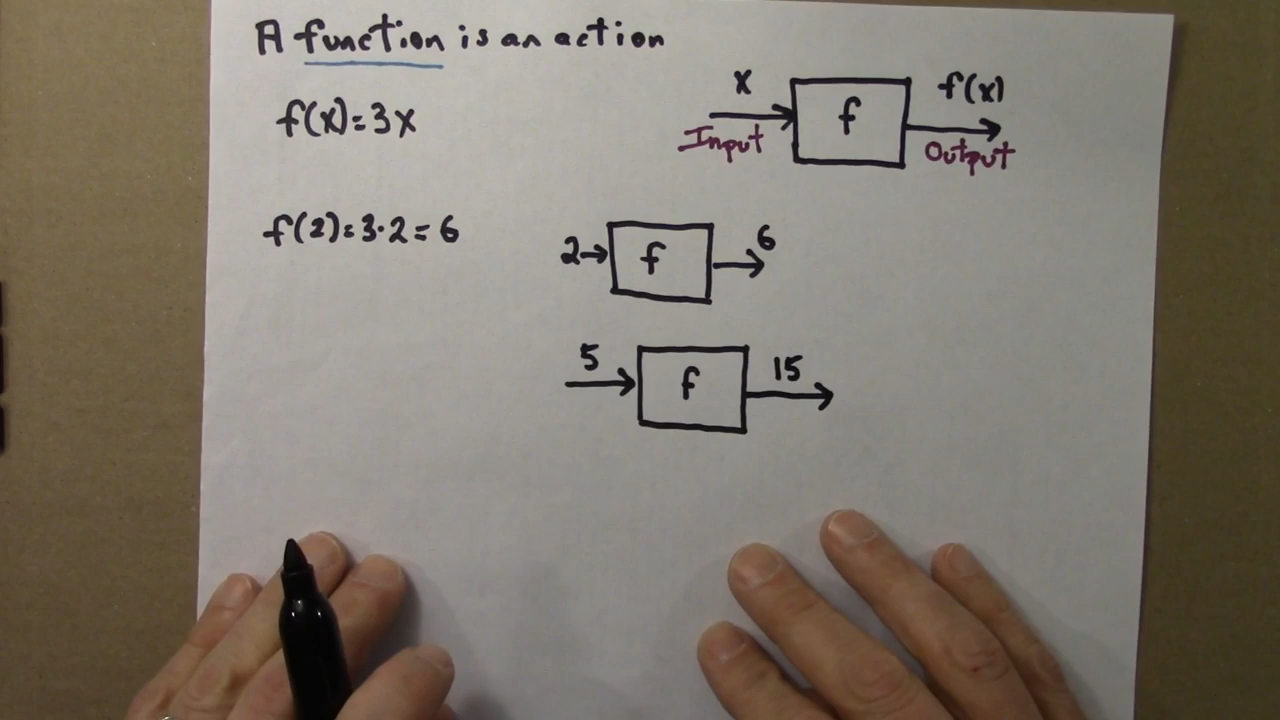 A function is an action
f(x)=3x
x f f(x)
Input Output
f(2)=3·2=6
2 f 6
5 f 15